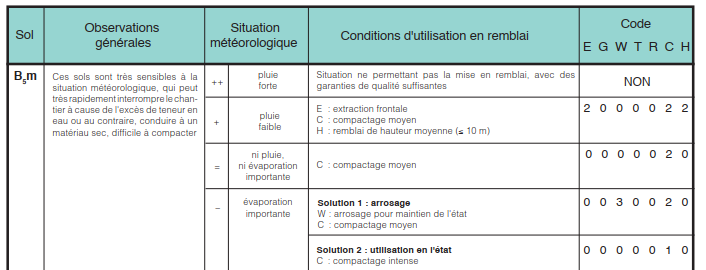 Sol
Observations
générales
Situation
météorologique
Conditions d'utilisation en remblai
Code
E G W T R C H
B5m
Ces sols sont très sensibles à la
situation météorologique, qui peut
très rapidement interrompre le chan-
tier à cause de l'excès de teneur en
eau ou au contraire, conduire à un
matériau sec, difficile à compacter
++
pluie
forte
Situation ne permettant pas la mise en remblai, avec des
garanties de qualité suffisantes
NON
+
pluie
faible
E : extraction frontale
C : compactage moyen
H : remblai de hauteur moyenne (≤ 10 m)
2 0 0 0 0 2 2
=
ni pluie,
ni évaporation
importante
C : compactage moyen
0 0 0 0 0 2 0
–
évaporation
importante
Solution 1 : arrosage
W : arrosage pour maintien de l'état
C : compactage moyen
0 0 3 0 0 2 0
Solution 2 : utilisation en l'état
C : compactage intense
0 0 0 0 0 1 0